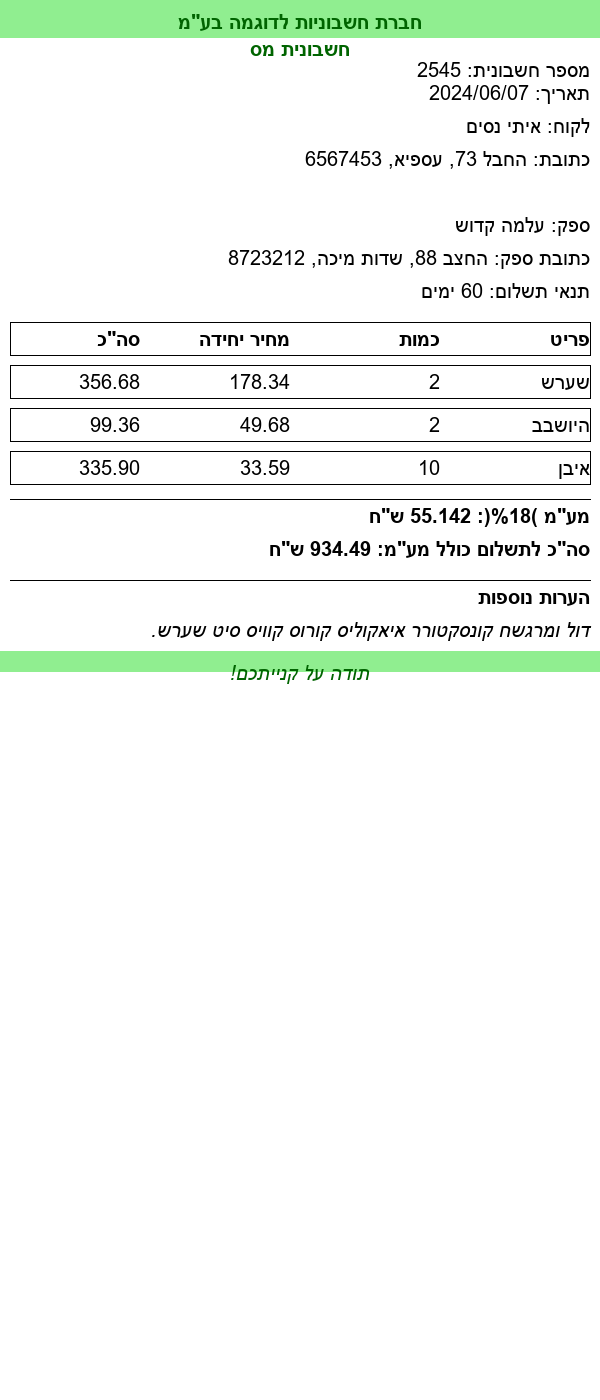 חברת חשבוניות לדוגמה בע"מ
חשבונית מס
מספר חשבונית: 2545
תאריך: 2024/06/07
לקוח: איתי נסים
כתובת: החבל 73, עספיא, 6567453
ספק: עלמה קדוש
כתובת ספק: החצב 88, שדות מיכה, 8723212
תנאי תשלום: 60 ימים
פריט כמות מחיר יחידה סה"כ
שערש 2 178.34 356.68
היושבב 2 49.68 99.36
איבן 10 33.59 335.90
מע"מ )18%(: 55.142 ש"ח
סה"כ לתשלום כולל מע"מ: 934.49 ש"ח
הערות נוספות
דול ומרגשח קונסקטורר איאקוליס קורוס קוויס סיט שערש.
תודה על קנייתכם!